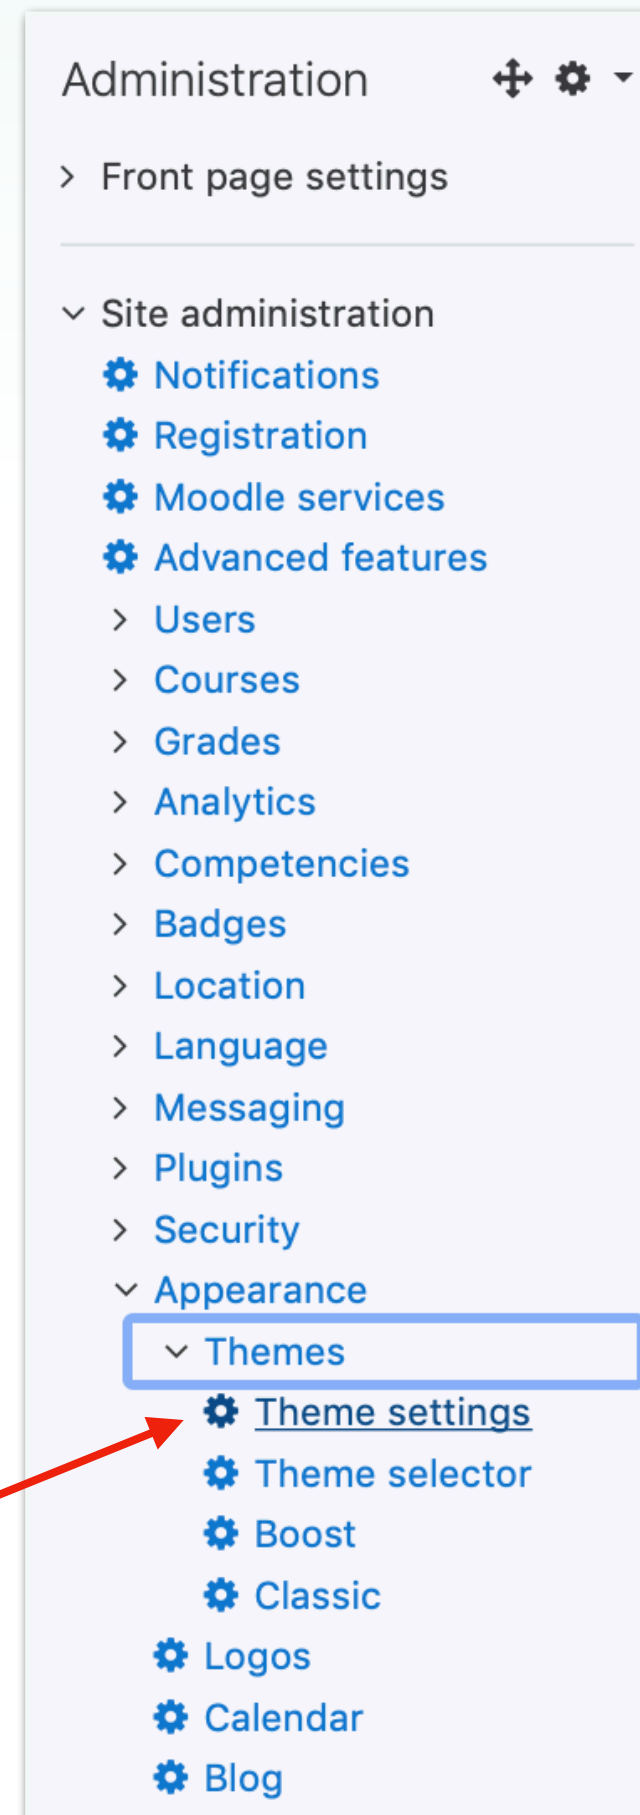 Administration
Front page settings
Site administration
Notifications
Registration
Moodle services
Advanced features
Users
Courses
Grades
Analytics
Competencies
Badges
Location
Language
Messaging
Plugins
Security
Appearance
Themes
Theme settings
Theme selector
Boost
Classic
Logos
Calendar
Blog